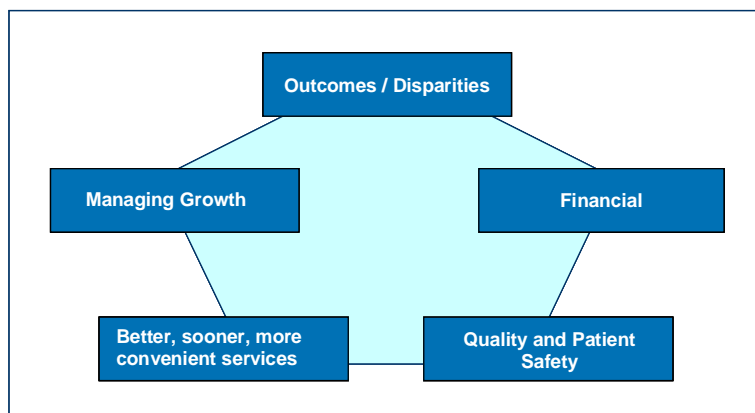 Outcomes / Disparities
Managing Growth
Financial
Better, sooner, more
convenient services
Quality and Patient
Safety